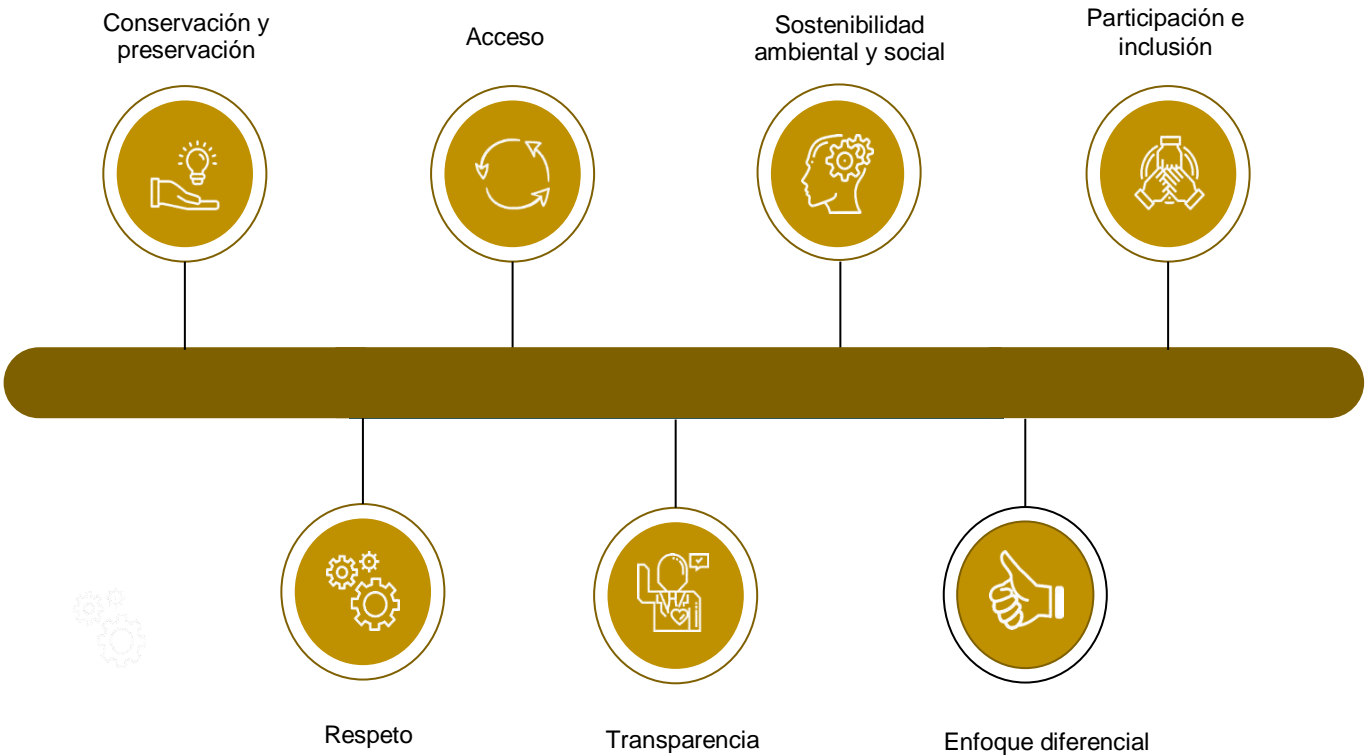 Conservación y
preservación
Acceso
Sostenibilidad
ambiental y social
Participación e
inclusión
Respeto
Transparencia
Enfoque diferencial